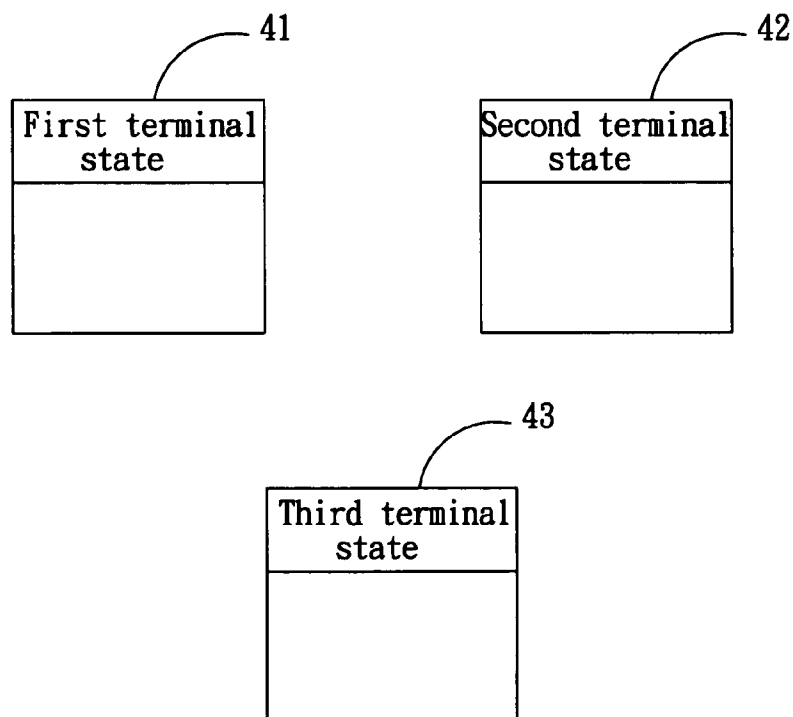 41
First terminal
state
42
Second terminal
state
43
Third terminal
state